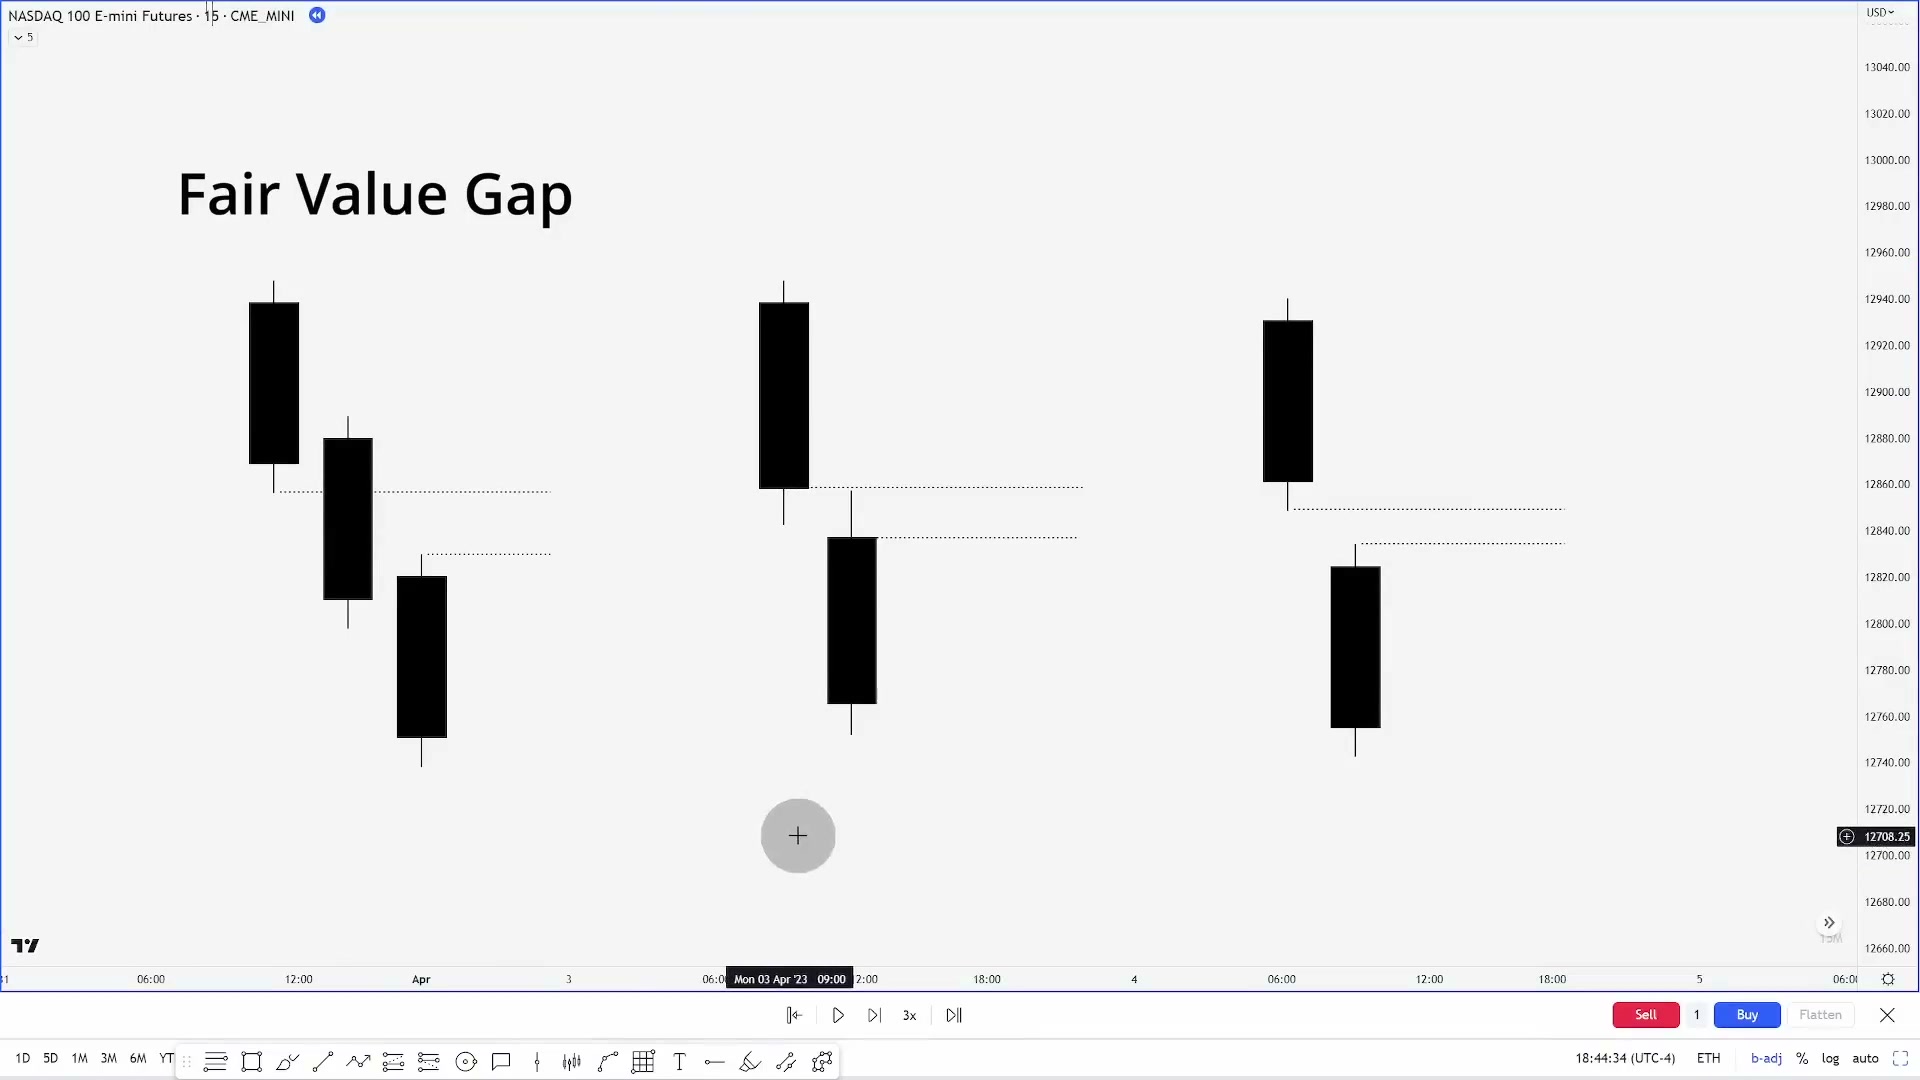 NASDAQ 100 E-mini Futures · 15 · CME_MINI
USD
5
13040.00
13020.00
13000.00
12980.00
12960.00
12940.00
12920.00
12900.00
12880.00
12860.00
12840.00
12820.00
12800.00
12780.00
12760.00
12740.00
12720.00
12708.25
12700.00
12680.00
12660.00
Fair Value Gap
15M
06:00 12:00 Apr 3 06:00 Mon 03 Apr '23 09:00 2:00 18:00 4 06:00 12:00 18:00 5 06:00
3x
Sell 1 Buy Flatten
1D 5D 1M 3M 6M YT
T
18:44:34 (UTC-4) ETH b-adj % log auto